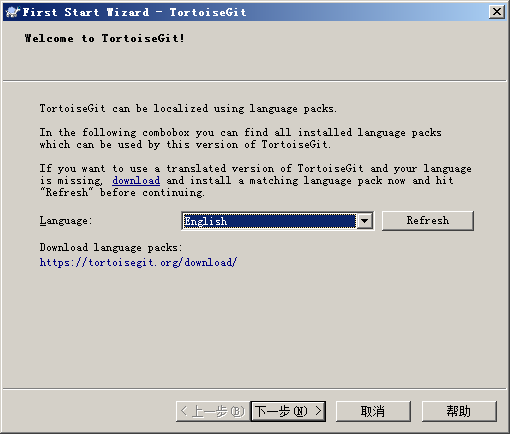 First Start Wizard - TortoiseGit
Welcome to TortoiseGit!
TortoiseGit can be localized using language packs.
In the following combobox you can find all installed language packs
which can be used by this version of TortoiseGit.
If you want to use a translated version of TortoiseGit and your language
is missing, download and install a matching language pack now and hit
"Refresh" before continuing.
Language: English Refresh
Download language packs:
https://tortoisegit.org/download/
< 上一步(B) 下一步(N) > 取消 帮助